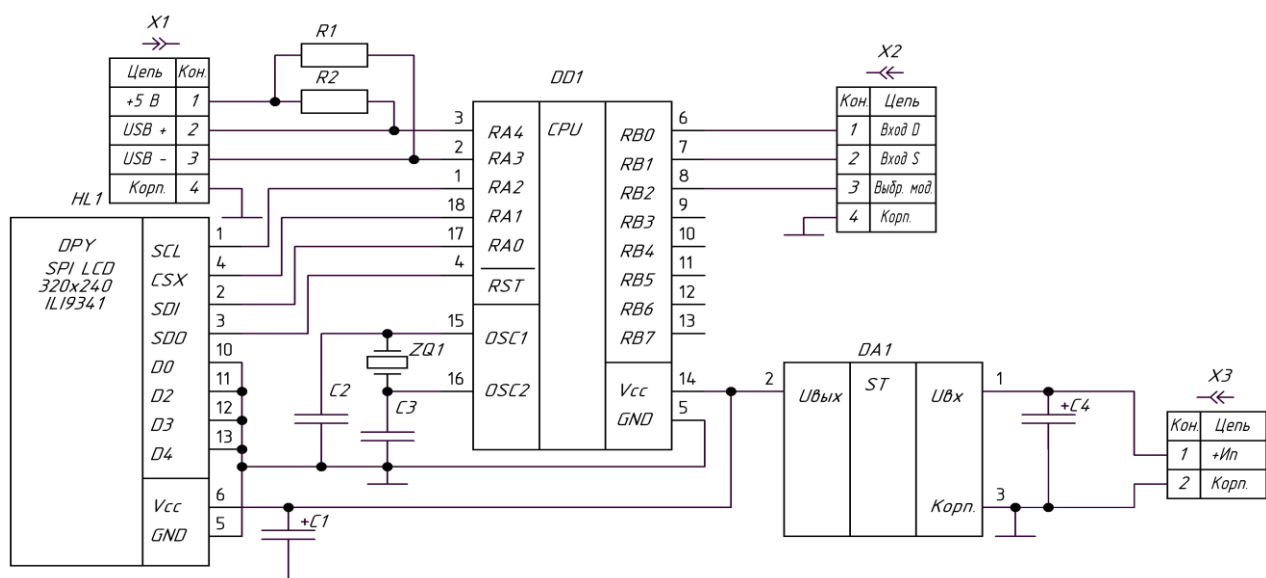 X1
Цепь Кон.
+5 В 1
USB + 2
USB - 3
Корп. 4
R1
R2
HL1
DPY
SPI LCD
320x240
ILI9341
SCL 1
CSX 4
SDI 2
SDO 3
D0 10
D2 11
D3 12
D4 13
Vcc 6
GND 5
+C1
C2
C3
ZQ1
DD1
CPU
3 RA4
2 RA3
1 RA2
18 RA1
17 RA0
4 RST
15 OSC1
16 OSC2
RB0 6
RB1 7
RB2 8
RB3 9
RB4 10
RB5 11
RB6 12
RB7 13
Vcc 14
GND 5
X2
Кон. Цепь
1 Вход D
2 Вход S
3 Выбр. мод.
4 Корп.
DA1
ST
2 Uвых
Uвх 1
Корп. 3
+C4
X3
Кон. Цепь
1 +Ип
2 Корп.